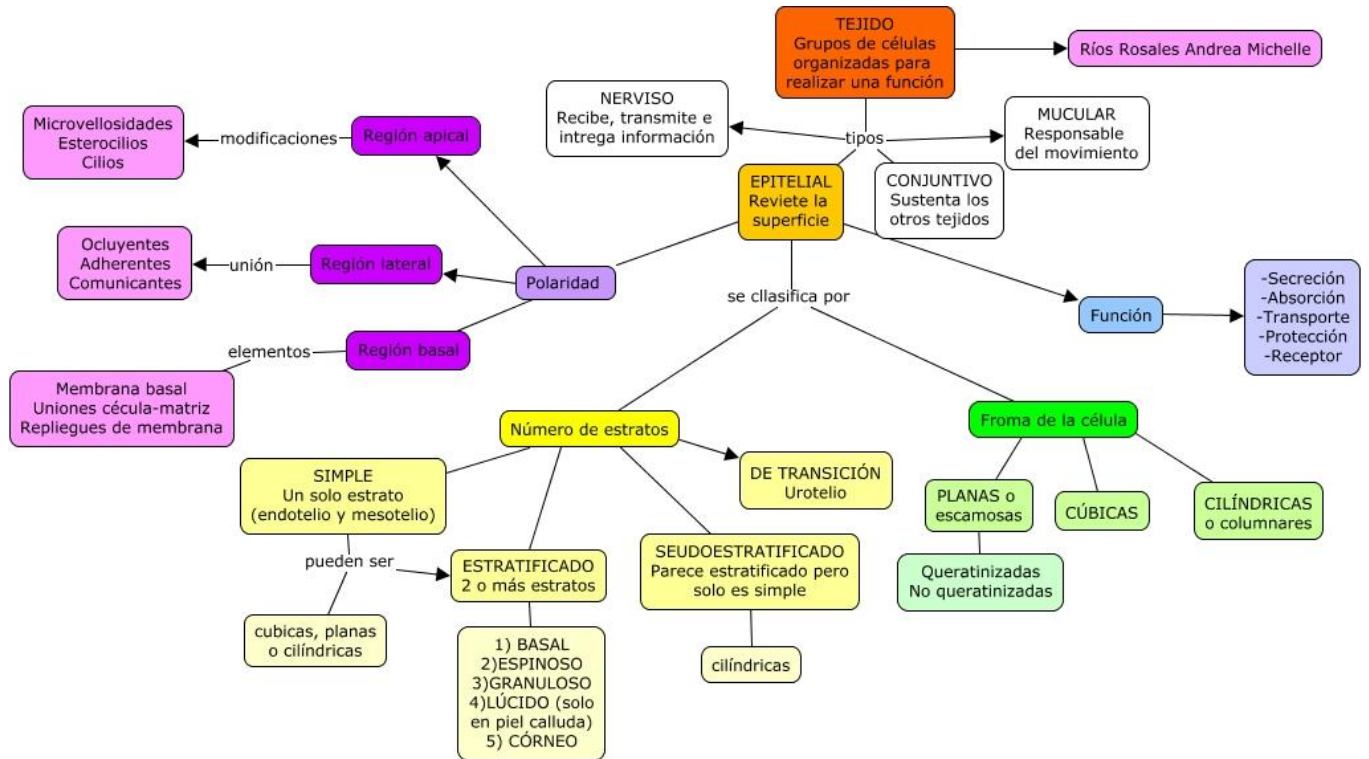 TEJIDO
Grupos de células
organizadas para
realizar una función
Ríos Rosales Andrea Michelle
NERVISO
Recibe, transmite e
intrega información
tipos
MUCULAR
Responsable
del movimiento
Microvellosidades
Esterocilios
Cilios
modificaciones
Región apical
EPITELIAL
Reviete la
superficie
CONJUNTIVO
Sustenta los
otros tejidos
Ocluyentes
Adherentes
Comunicantes
unión
Región lateral
Polaridad
se cllasifica por
Función
-Secreción
-Absorción
-Transporte
-Protección
-Receptor
elementos
Región basal
Membrana basal
Uniones cécula-matriz
Repliegues de membrana
Número de estratos
Froma de la célula
SIMPLE
Un solo estrato
(endotelio y mesotelio)
DE TRANSICIÓN
Urotelio
PLANAS o
escamosas
CÚBICAS
CILÍNDRICAS
o columnares
pueden ser
ESTRATIFICADO
2 o más estratos
SEUDOESTRATIFICADO
Parece estratificado pero
solo es simple
Queratinizadas
No queratinizadas
cubicas, planas
o cilíndricas
1) BASAL
2)ESPINOSO
3)GRANULOSO
4)LÚCIDO (solo
en piel calluda)
5) CÓRNEO
cilíndricas